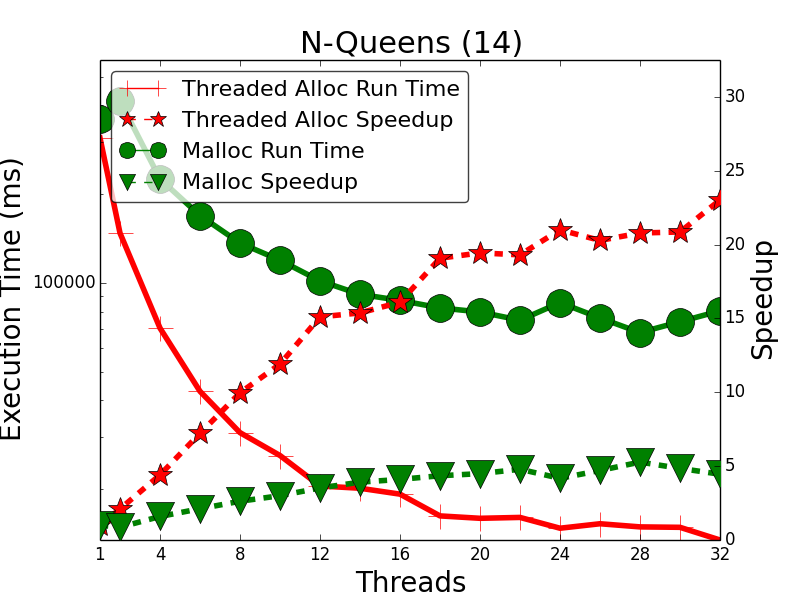 N-Queens (14)
Threaded Alloc Run Time
Threaded Alloc Speedup
Malloc Run Time
Malloc Speedup
Execution Time (ms)
100000
30
25
20
15
10
5
0
Speedup
1 4 8 12 16 20 24 28 32
Threads